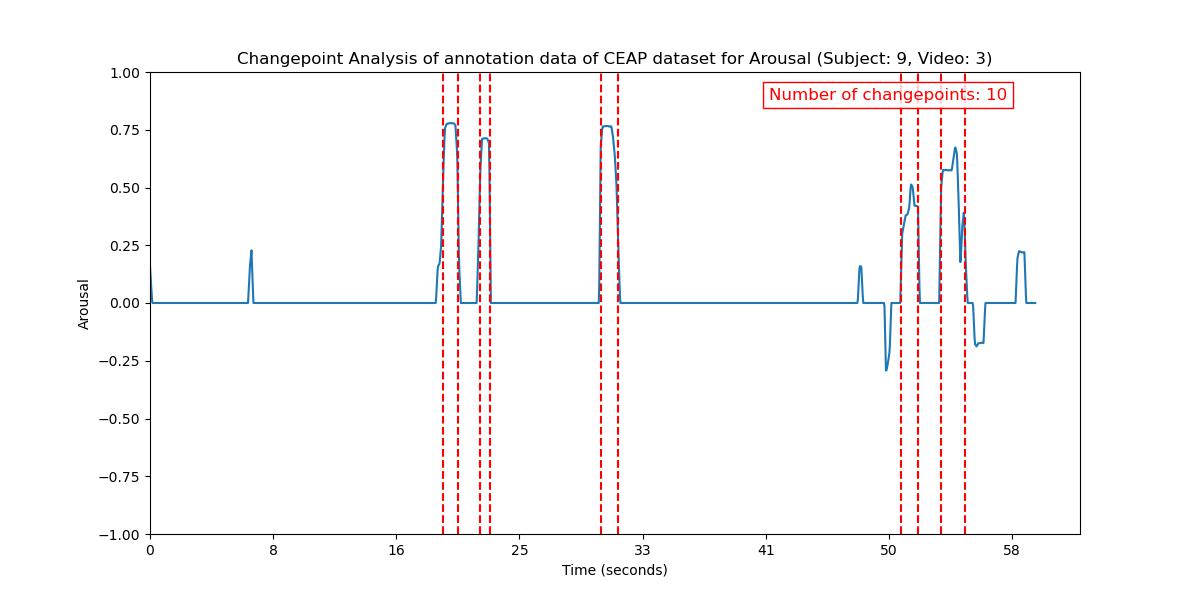 Changepoint Analysis of annotation data of CEAP dataset for Arousal (Subject: 9, Video: 3)
Number of changepoints: 10
Arousal
1.00
0.75
0.50
0.25
0.00
−0.25
−0.50
−0.75
−1.00
0 8 16 25 33 41 50 58
Time (seconds)